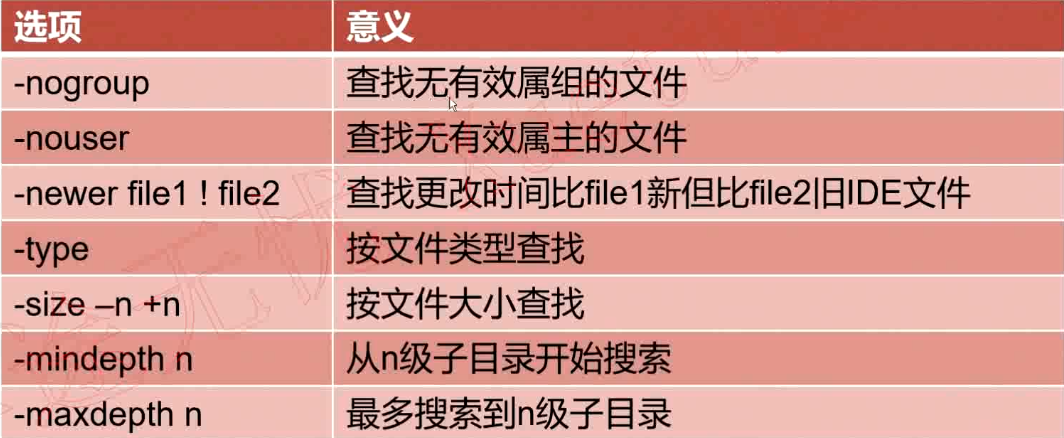 选项 意义
-nogroup 查找无有效属组的文件
-nouser 查找无有效属主的文件
-newer file1 ! file2 查找更改时间比file1新但比file2旧IDE文件
-type 按文件类型查找
-size –n +n 按文件大小查找
-mindepth n 从n级子目录开始搜索
-maxdepth n 最多搜索到n级子目录